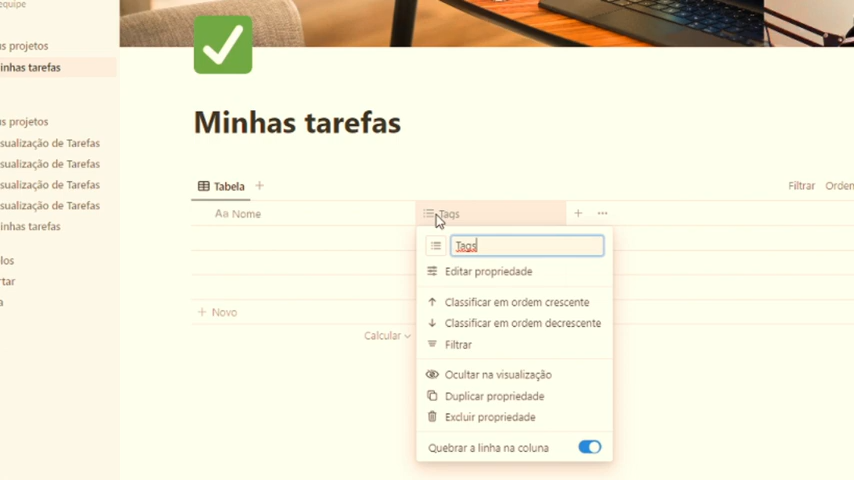 equipe
s projetos
inhas tarefas
s projetos
sualização de Tarefas
sualização de Tarefas
sualização de Tarefas
sualização de Tarefas
inhas tarefas
los
tar
a
Minhas tarefas
Tabela +
Filtrar Orden
Aa Nome Tags + ...
Tags
Editar propriedade
Classificar em ordem crescente
Classificar em ordem decrescente
Filtrar
Ocultar na visualização
Duplicar propriedade
Excluir propriedade
Quebrar a linha na coluna
+ Novo
Calcular